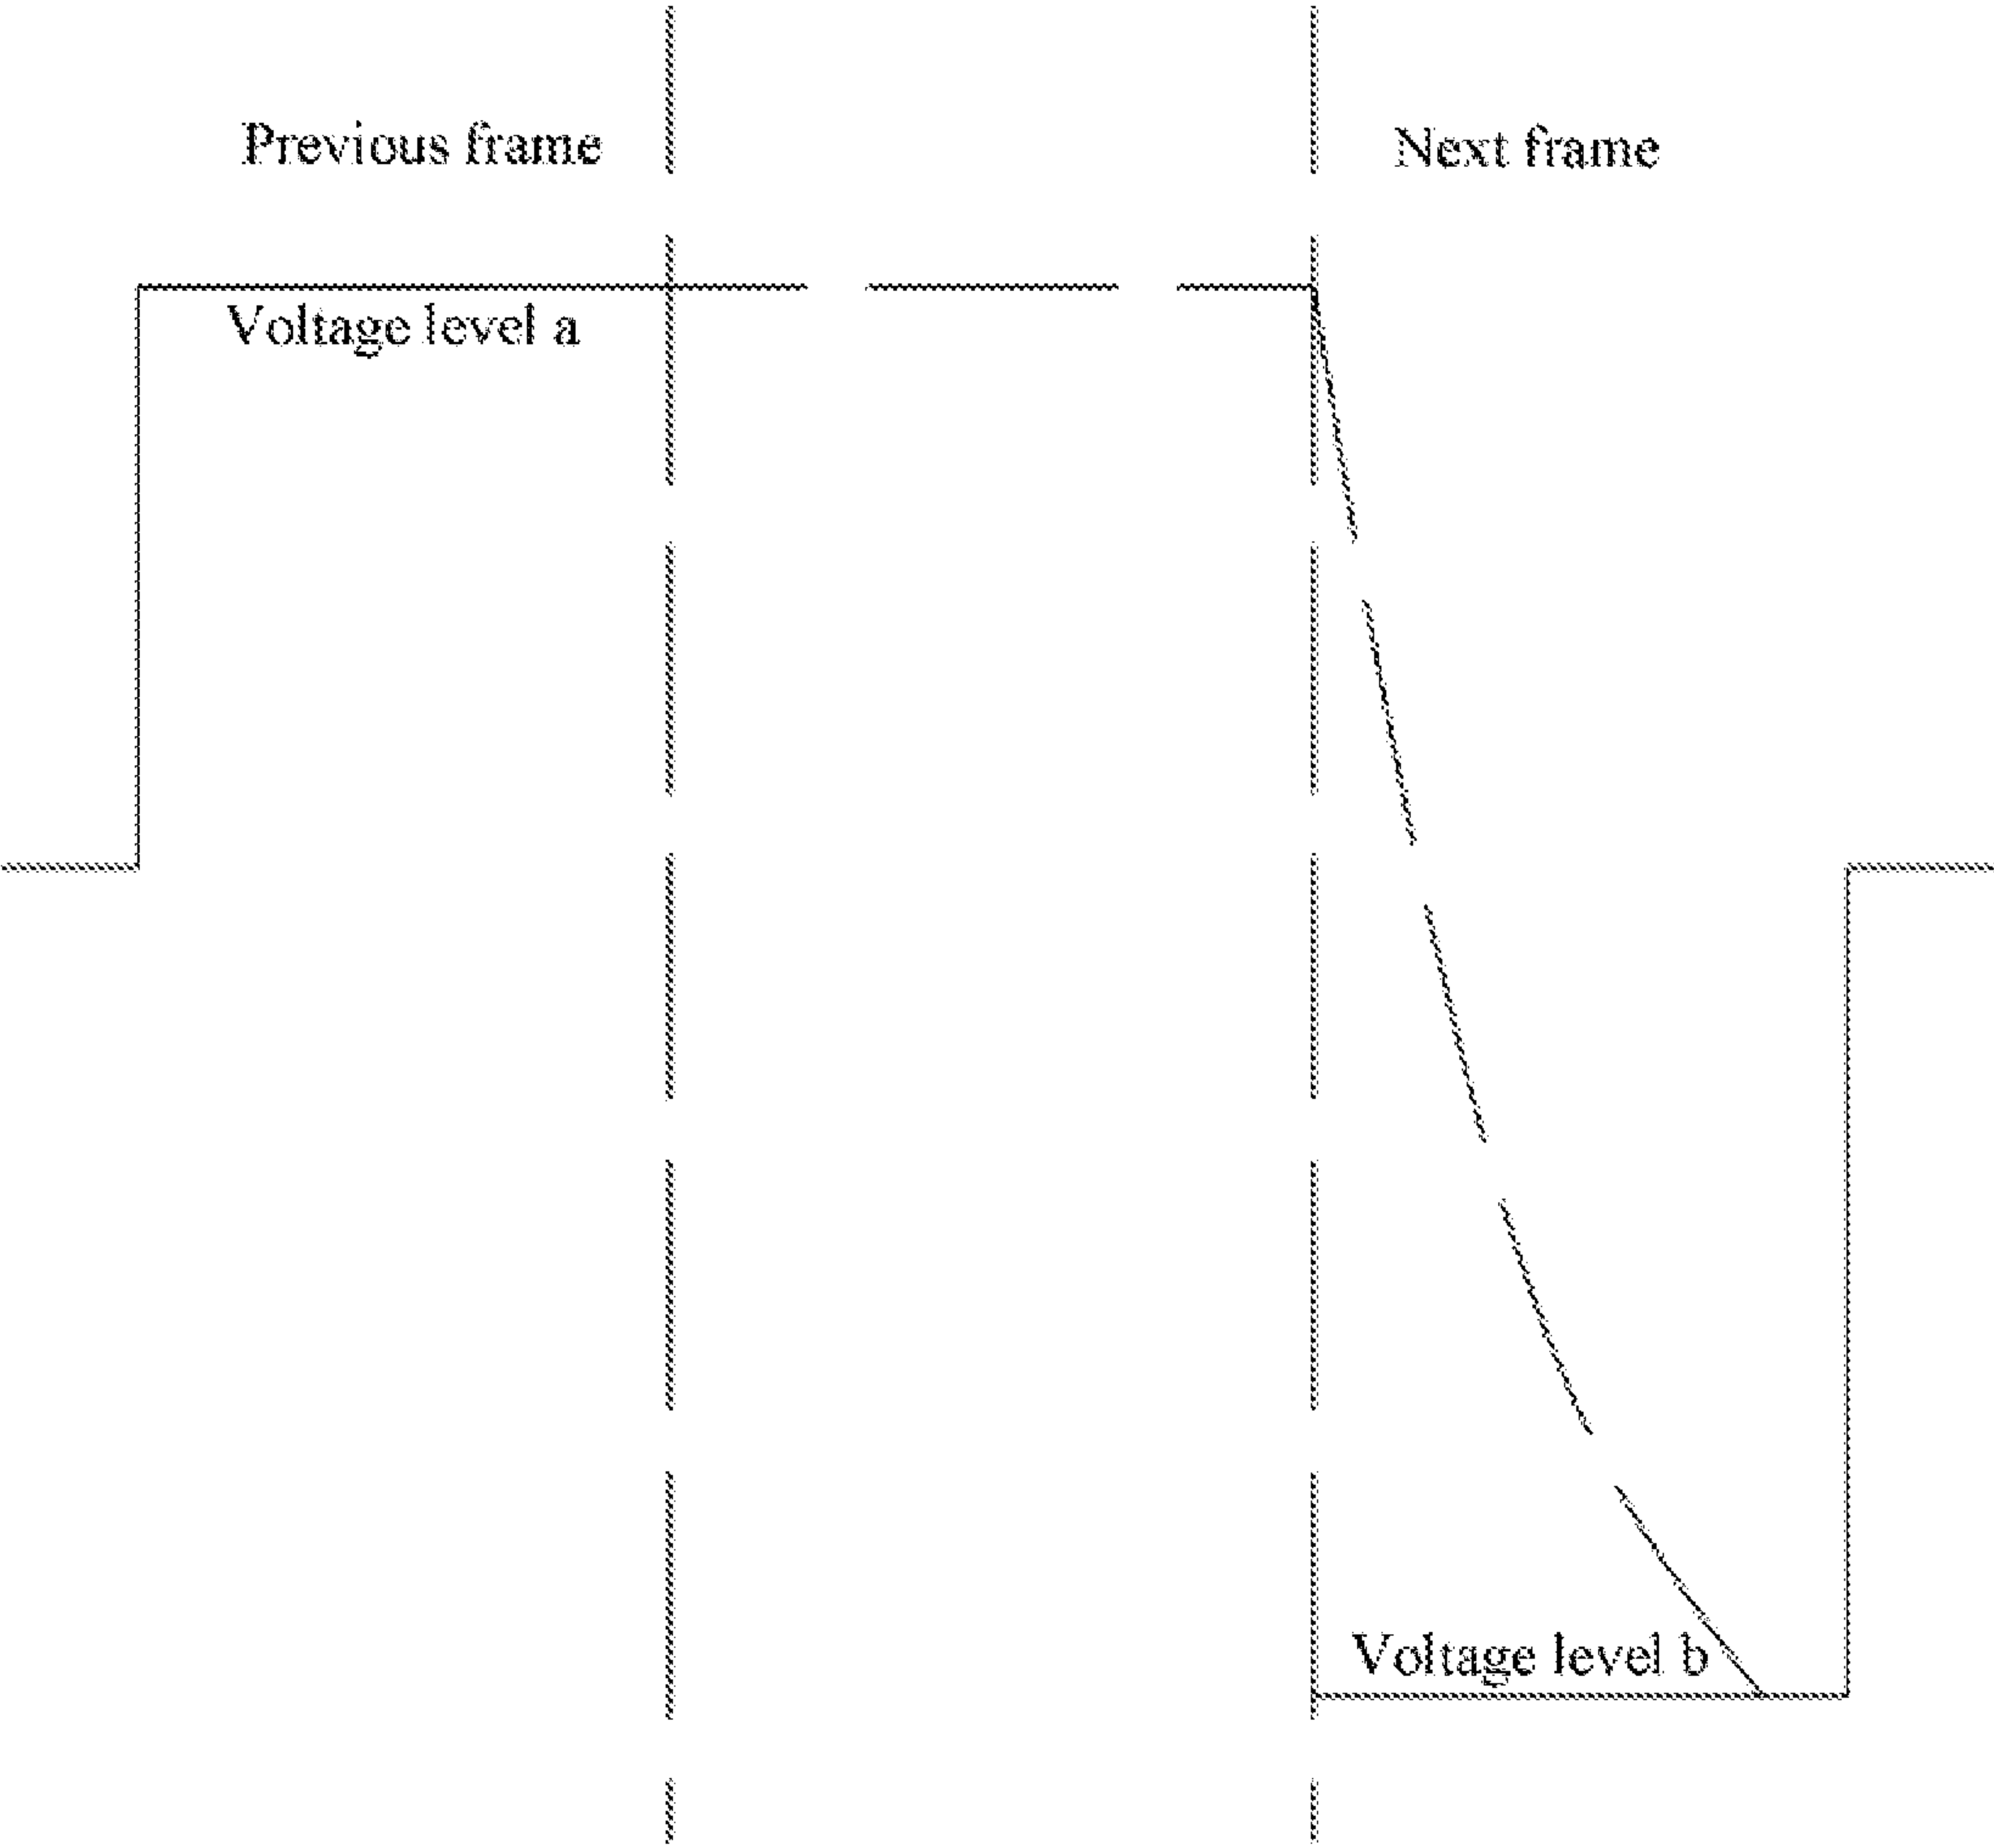 Previous frame
Next frame
Voltage level a
Voltage level b